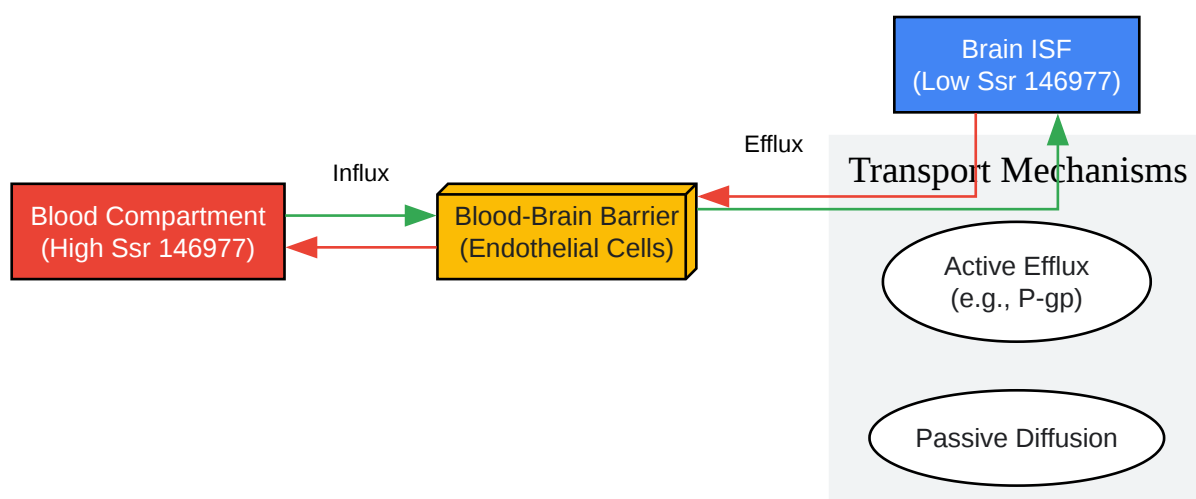 Brain ISF
(Low Ssr 146977)
Efflux
Transport Mechanisms
Influx
Blood Compartment
(High Ssr 146977)
Blood-Brain Barrier
(Endothelial Cells)
Active Efflux
(e.g., P-gp)
Passive Diffusion